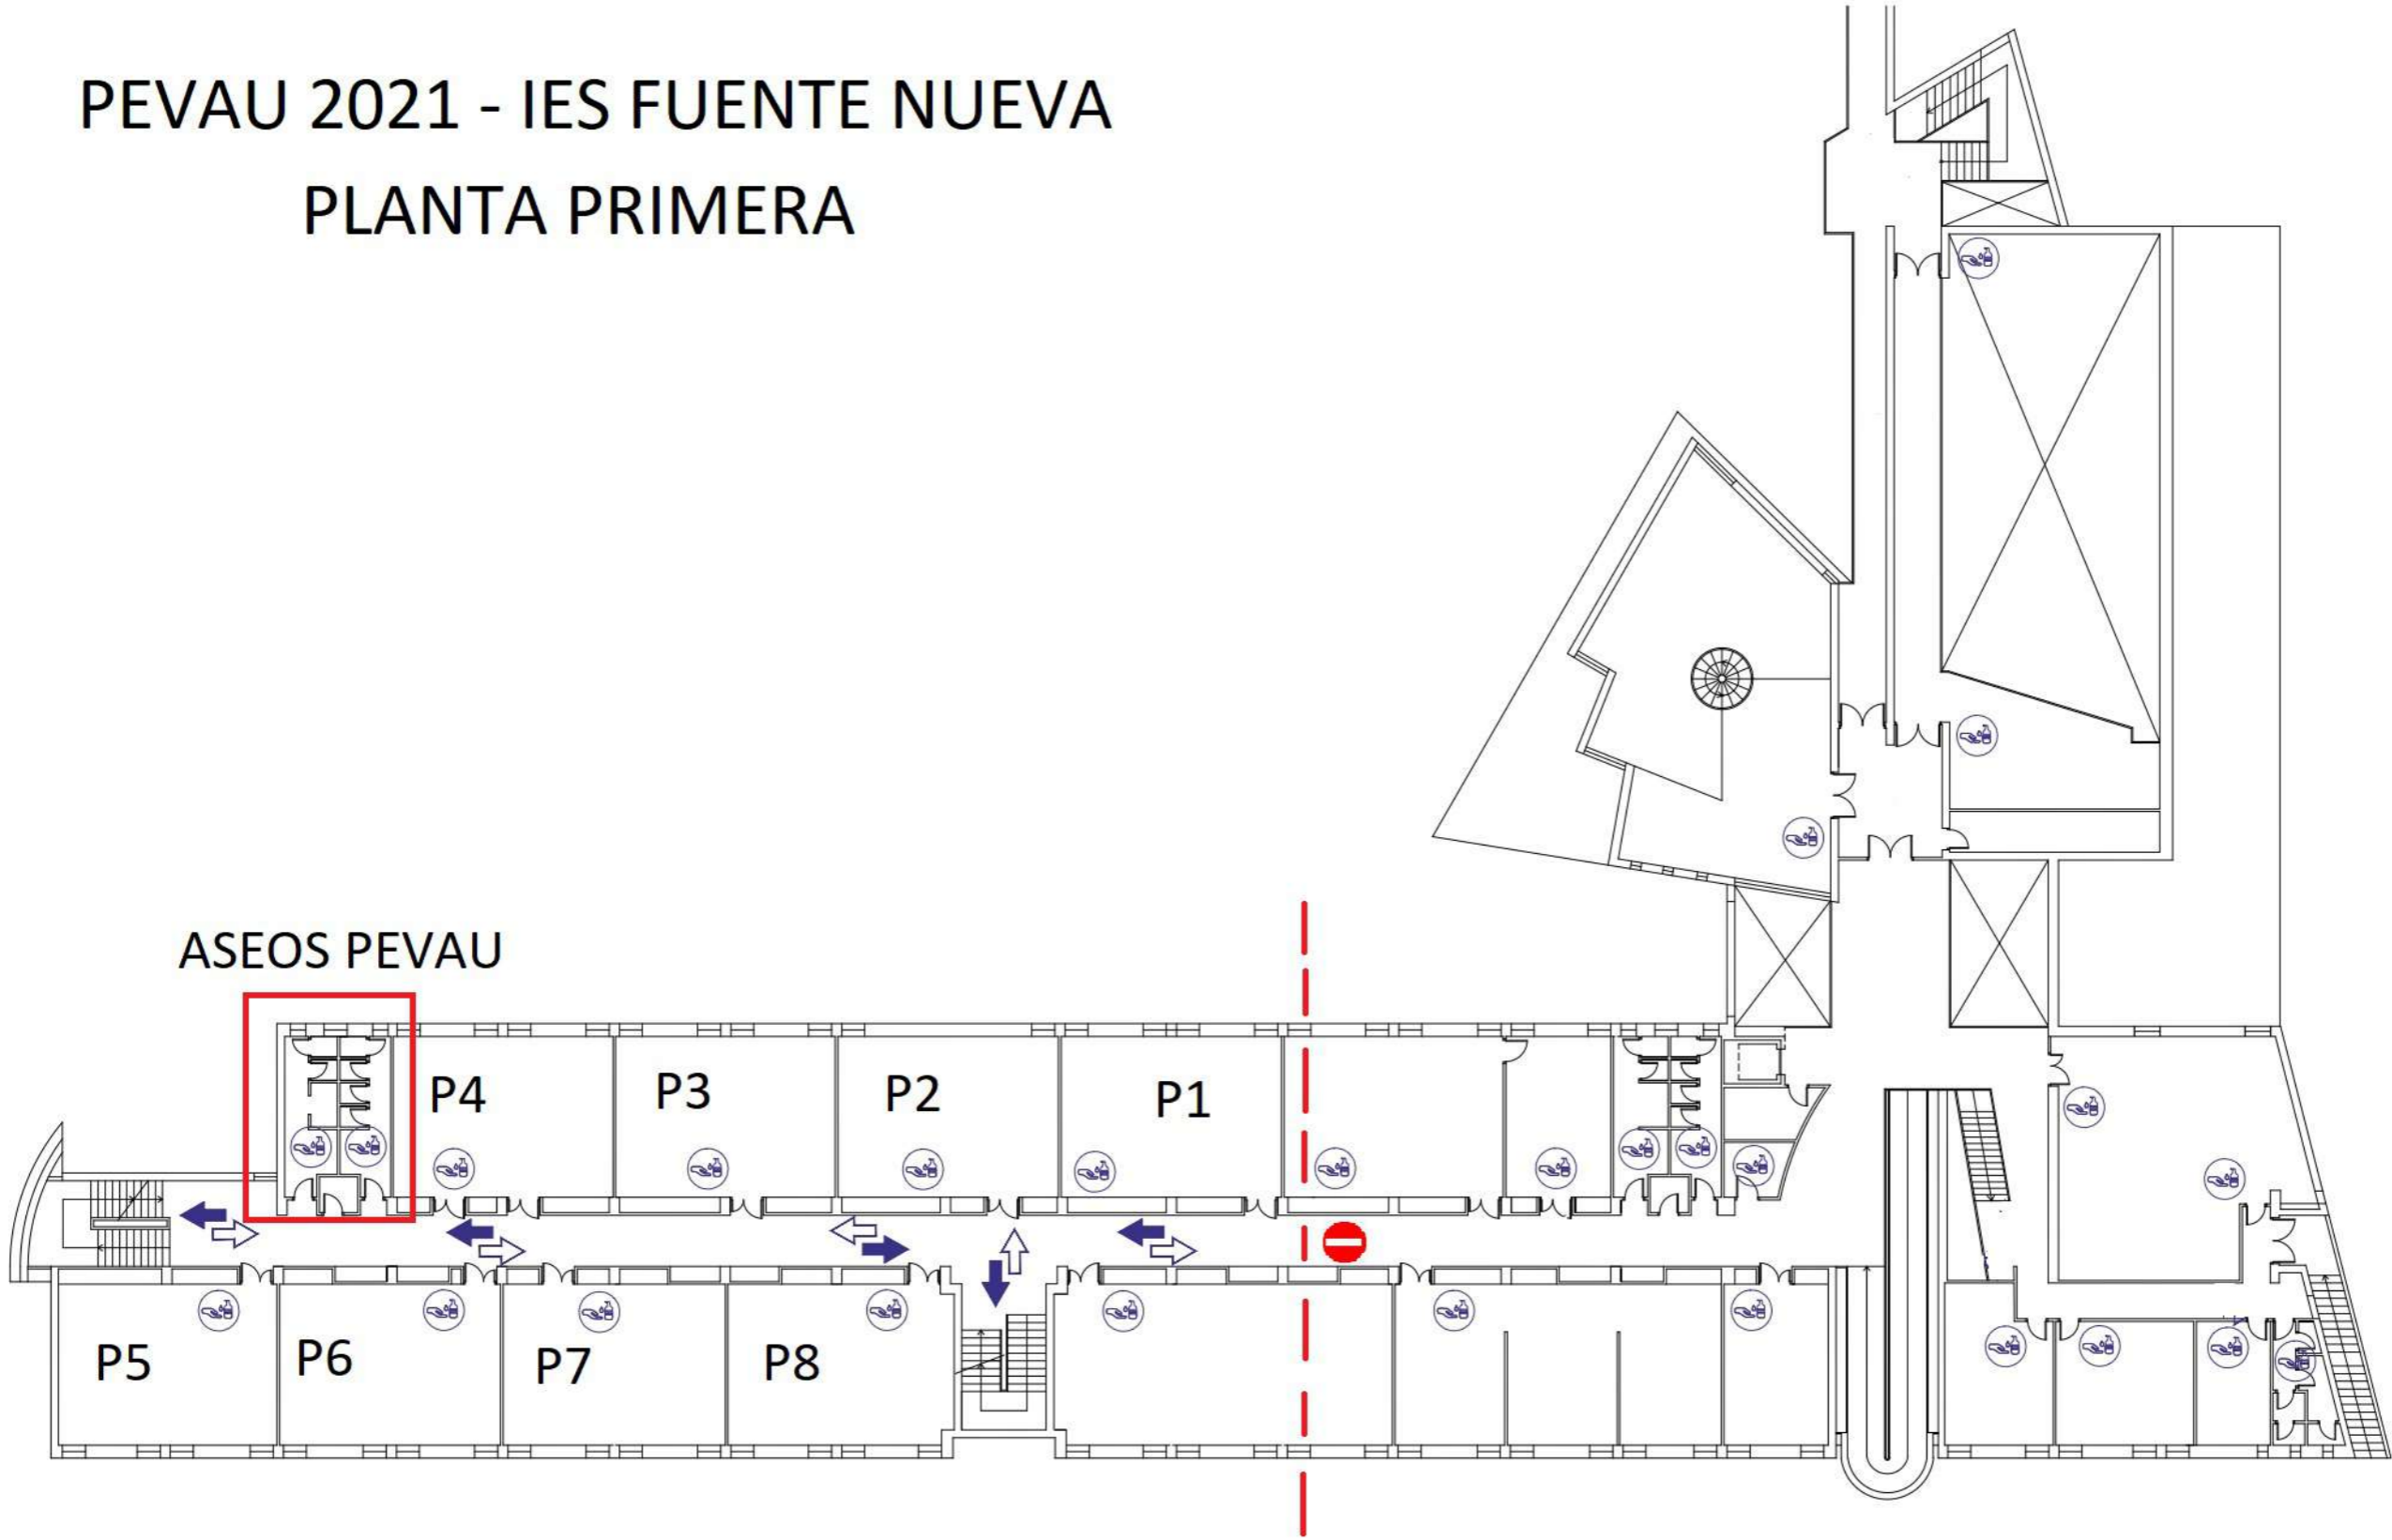 PEVAU 2021 - IES FUENTE NUEVA
PLANTA PRIMERA
ASEOS PEVAU
P4
P3
P2
P1
P5
P6
P7
P8